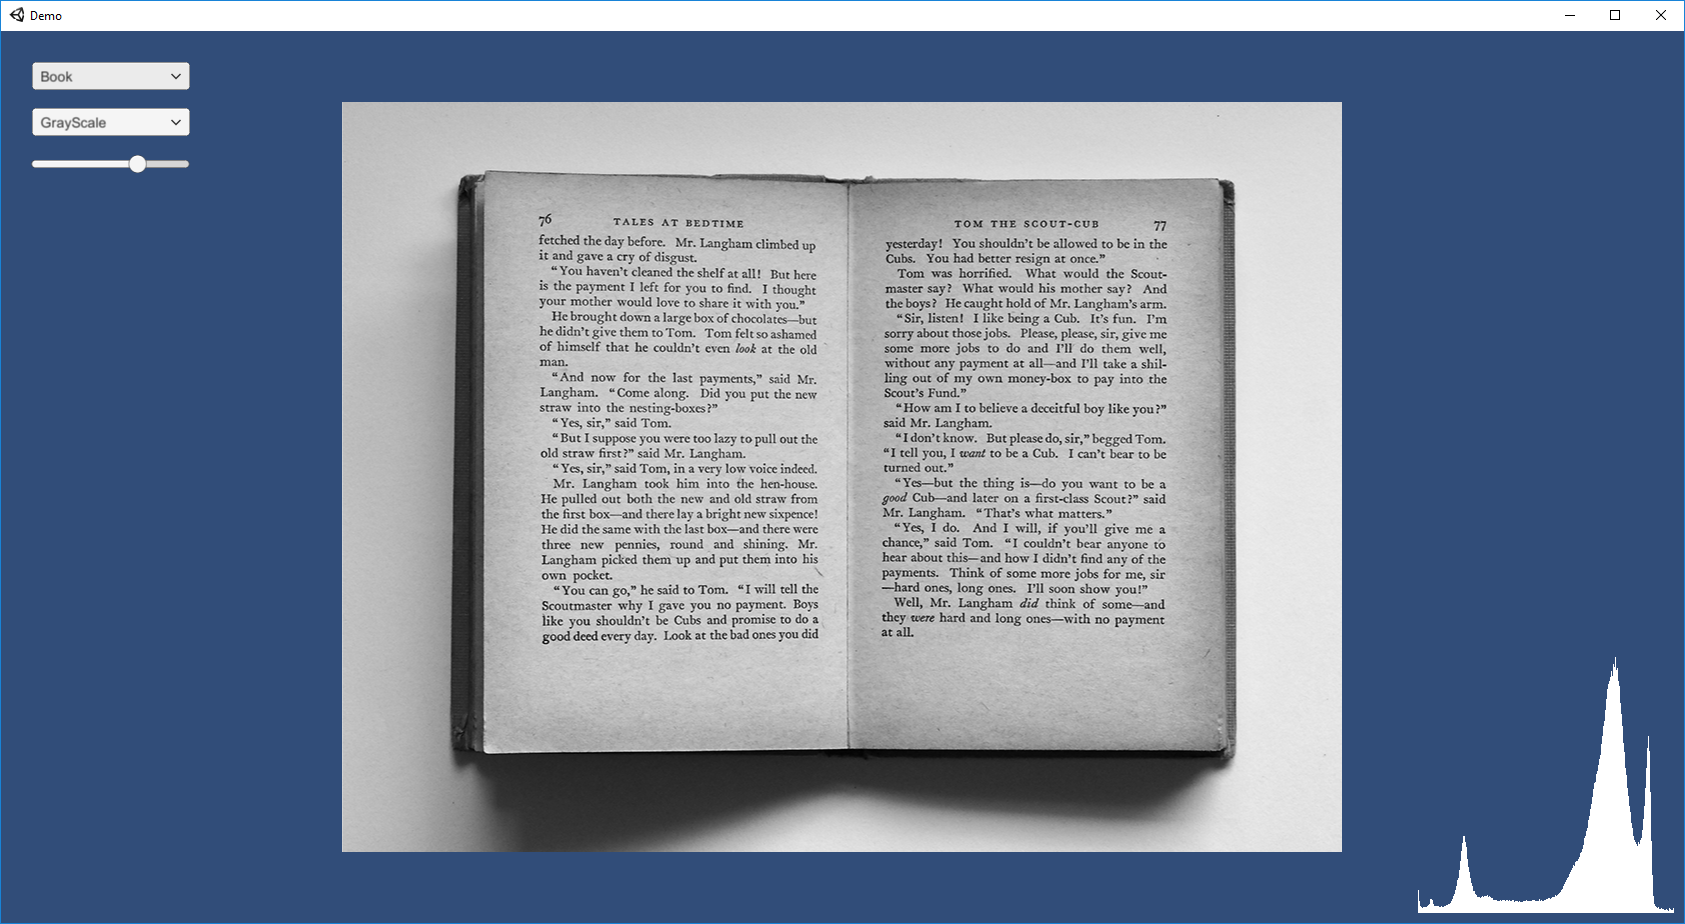 Demo
Book
GrayScale
76 TALES AT BEDTIME
fetched the day before. Mr. Langham climbed up
it and gave a cry of disgust.
“You haven’t cleaned the shelf at all! But here
is the payment I left for you to find. I thought
your mother would love to share it with you.”
He brought down a large box of chocolates—but
he didn’t give them to Tom. Tom felt so ashamed
of himself that he couldn’t even look at the old
man.
“And now for the last payments,” said Mr.
Langham. “Come along. Did you put the new
straw into the nesting-boxes?”
“Yes, sir,” said Tom.
“But I suppose you were too lazy to pull out the
old straw first?” said Mr. Langham.
“Yes, sir,” said Tom, in a very low voice indeed.
Mr. Langham took him into the hen-house.
He pulled out both the new and old straw from
the first box—and there lay a bright new sixpence!
He did the same with the last box—and there were
three new pennies, round and shining. Mr.
Langham picked them up and put them into his
own pocket.
“You can go,” he said to Tom. “I will tell the
Scoutmaster why I gave you no payment. Boys
like you shouldn’t be Cubs and promise to do a
good deed every day. Look at the bad ones you did
TOM THE SCOUT-CUB 77
yesterday! You shouldn’t be allowed to be in the
Cubs. You had better resign at once.”
Tom was horrified. What would the Scout-
master say? What would his mother say? And
the boys? He caught hold of Mr. Langham’s arm.
“Sir, listen! I like being a Cub. It’s fun. I’m
sorry about those jobs. Please, please, sir, give me
some more jobs to do and I’ll do them well,
without any payment at all—and I’ll take a shil-
ling out of my own money-box to pay into the
Scout’s Fund.”
“How am I to believe a deceitful boy like you?”
said Mr. Langham.
“I don’t know. But please do, sir,” begged Tom.
“I tell you, I want to be a Cub. I can’t bear to be
turned out.”
“Yes—but the thing is—do you want to be a
good Cub—and later on a first-class Scout?” said
Mr. Langham. “That’s what matters.”
“Yes, I do. And I will, if you’ll give me a
chance,” said Tom. “I couldn’t bear anyone to
hear about this—and how I didn’t find any of the
payments. Think of some more jobs for me, sir
—hard ones, long ones. I’ll soon show you!”
Well, Mr. Langham did think of some—and
they were hard and long ones—with no payment
at all.